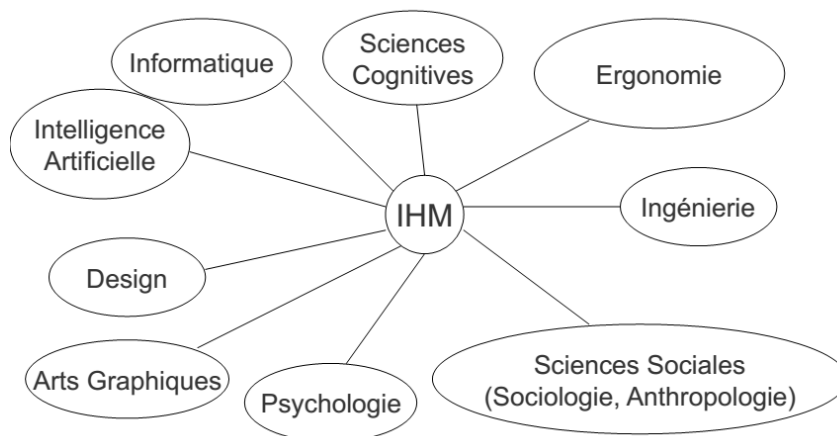 Informatique
Sciences
Cognitives
Ergonomie
Intelligence
Artificielle
IHM
Ingénierie
Design
Arts Graphiques
Psychologie
Sciences Sociales
(Sociologie, Anthropologie)